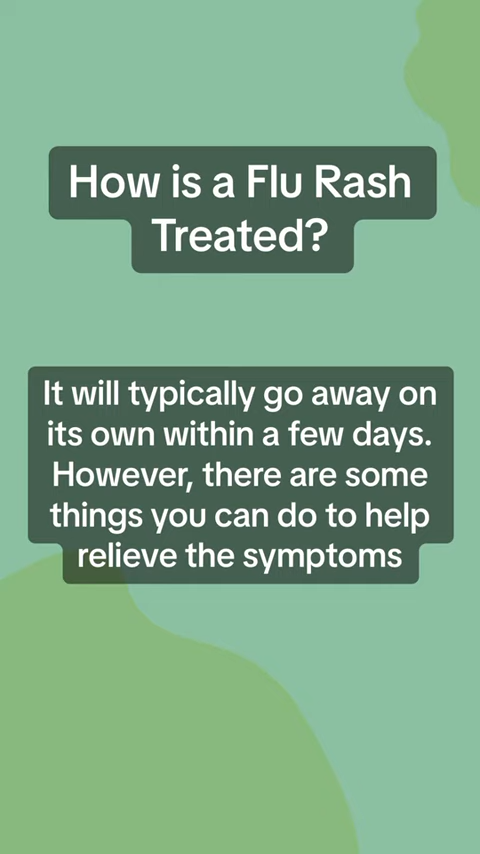 How is a Flu Rash
Treated?
It will typically go away on
its own within a few days.
However, there are some
things you can do to help
relieve the symptoms